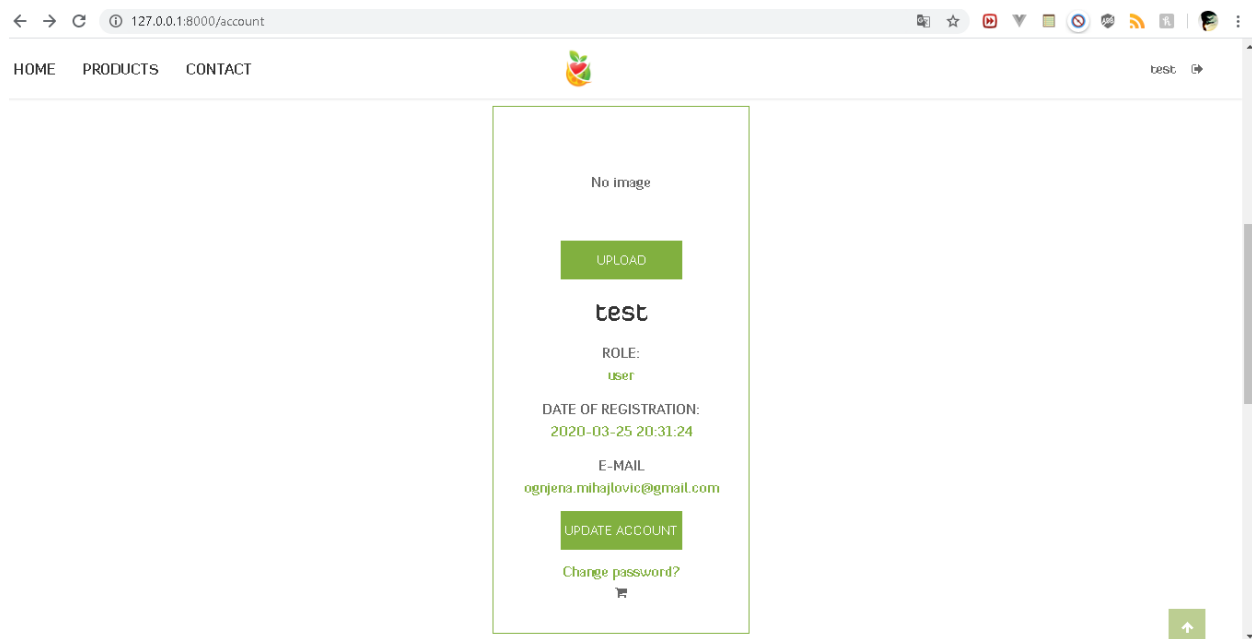 127.0.0.1:8000/account
HOME PRODUCTS CONTACT test
No image
UPLOAD
test
ROLE:
user
DATE OF REGISTRATION:
2020-03-25 20:31:24
E-MAIL
ognjena.mihajlovic@gmail.com
UPDATE ACCOUNT
Change password?